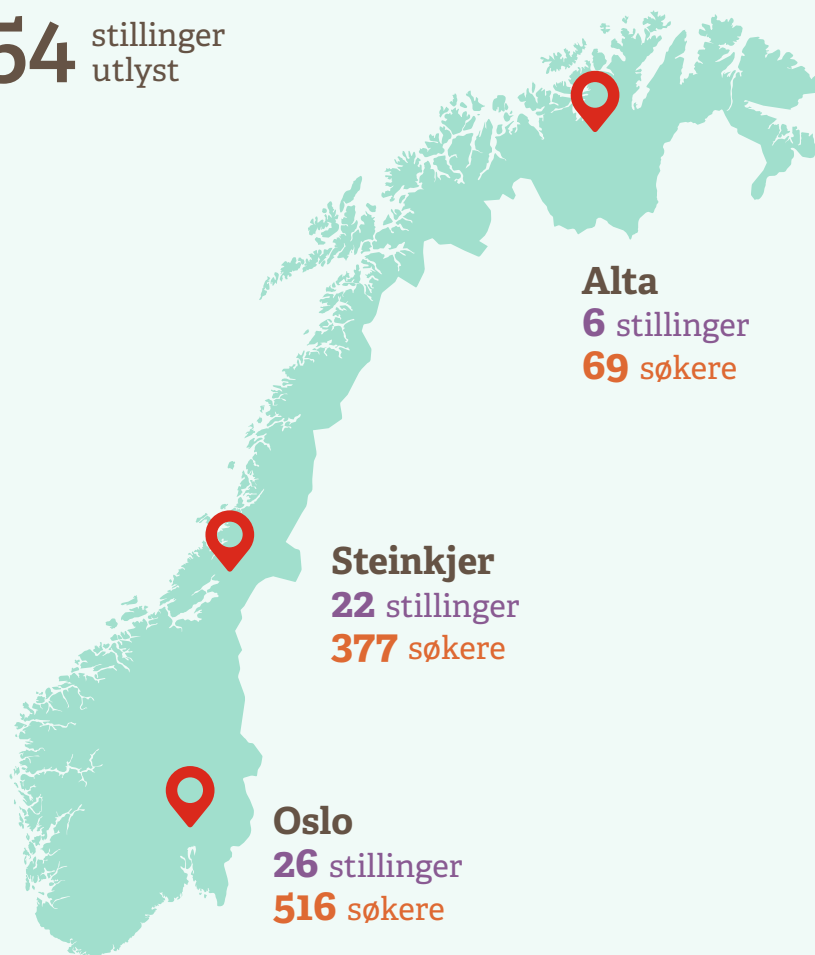 54 stillinger
utlyst
Alta
6 stillinger
69 søkere
Steinkjer
22 stillinger
377 søkere
Oslo
26 stillinger
516 søkere